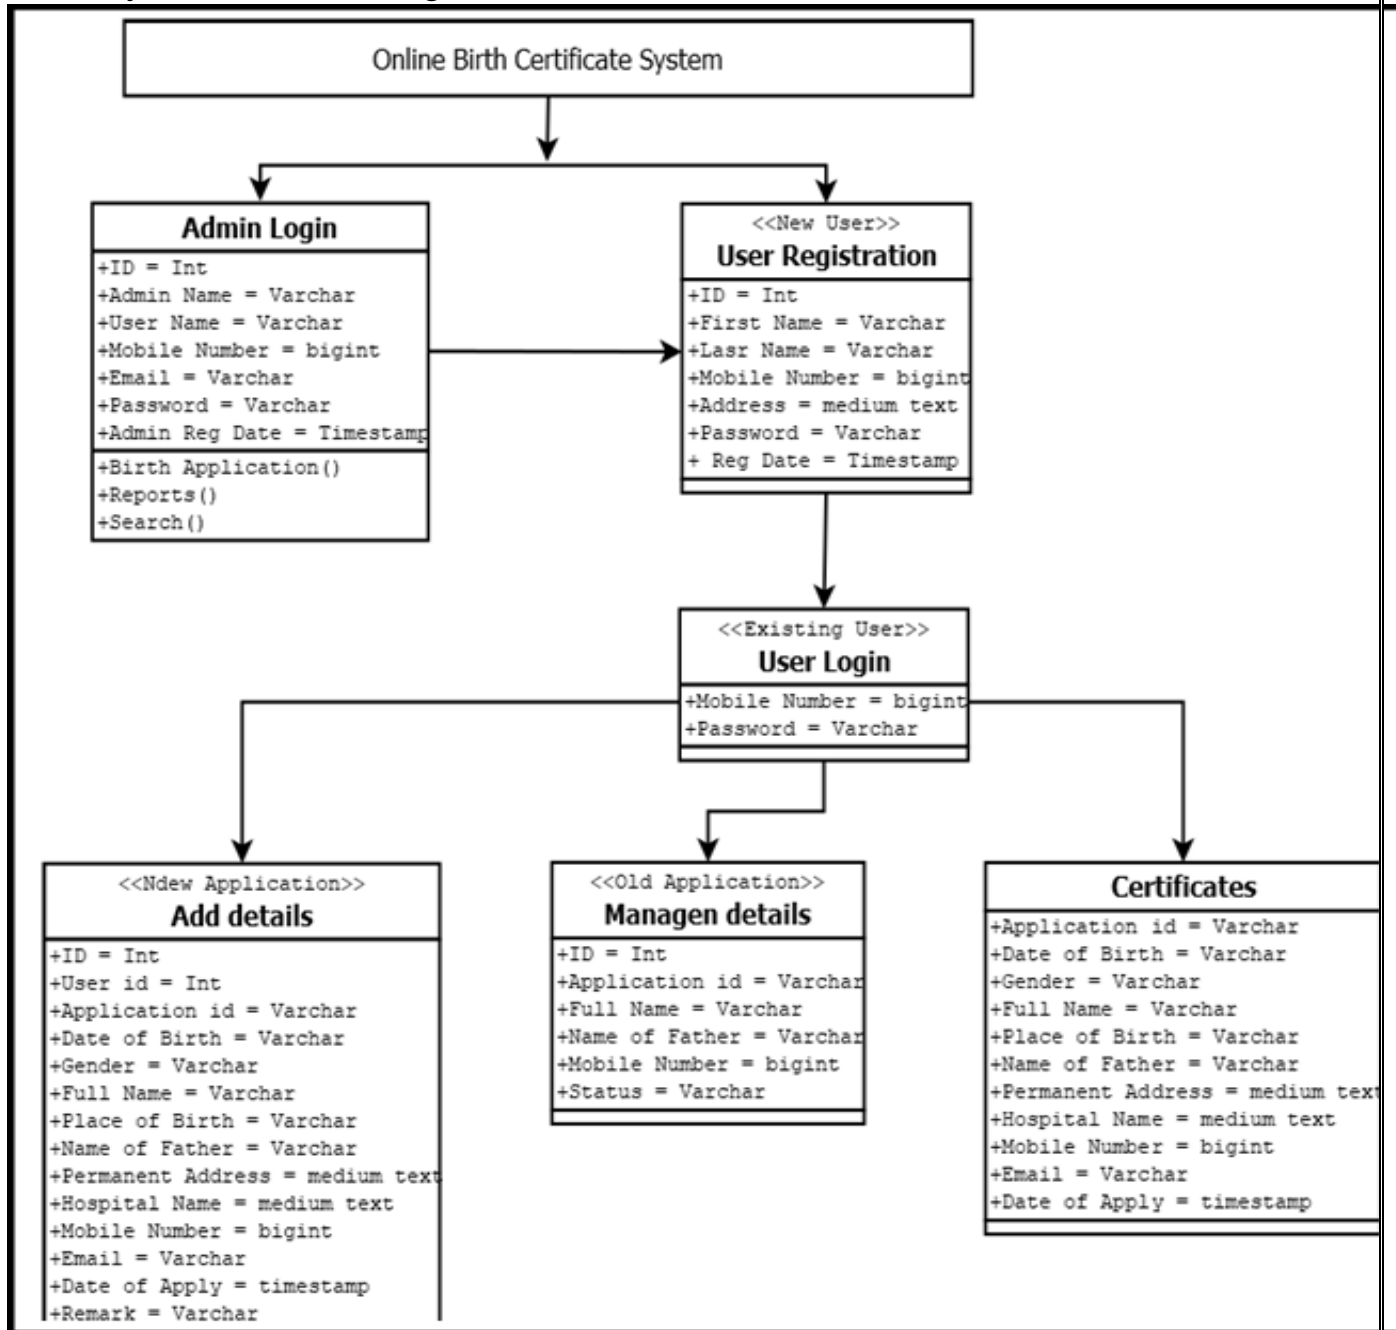 Online Birth Certificate System
Admin Login
+ID = Int
+Admin Name = Varchar
+User Name = Varchar
+Mobile Number = bigint
+Email = Varchar
+Password = Varchar
+Admin Reg Date = Timestamp
+Birth Application()
+Reports()
+Search()
<<New User>>
User Registration
+ID = Int
+First Name = Varchar
+Lasr Name = Varchar
+Mobile Number = bigint
+Address = medium text
+Password = Varchar
+ Reg Date = Timestamp
<<Existing User>>
User Login
+Mobile Number = bigint
+Password = Varchar
<<Ndew Application>>
Add details
+ID = Int
+User id = Int
+Application id = Varchar
+Date of Birth = Varchar
+Gender = Varchar
+Full Name = Varchar
+Place of Birth = Varchar
+Name of Father = Varchar
+Permanent Address = medium text
+Hospital Name = medium text
+Mobile Number = bigint
+Email = Varchar
+Date of Apply = timestamp
+Remark = Varchar
<<Old Application>>
Managen details
+ID = Int
+Application id = Varchar
+Full Name = Varchar
+Name of Father = Varchar
+Mobile Number = bigint
+Status = Varchar
Certificates
+Application id = Varchar
+Date of Birth = Varchar
+Gender = Varchar
+Full Name = Varchar
+Place of Birth = Varchar
+Name of Father = Varchar
+Permanent Address = medium text
+Hospital Name = medium text
+Mobile Number = bigint
+Email = Varchar
+Date of Apply = timestamp